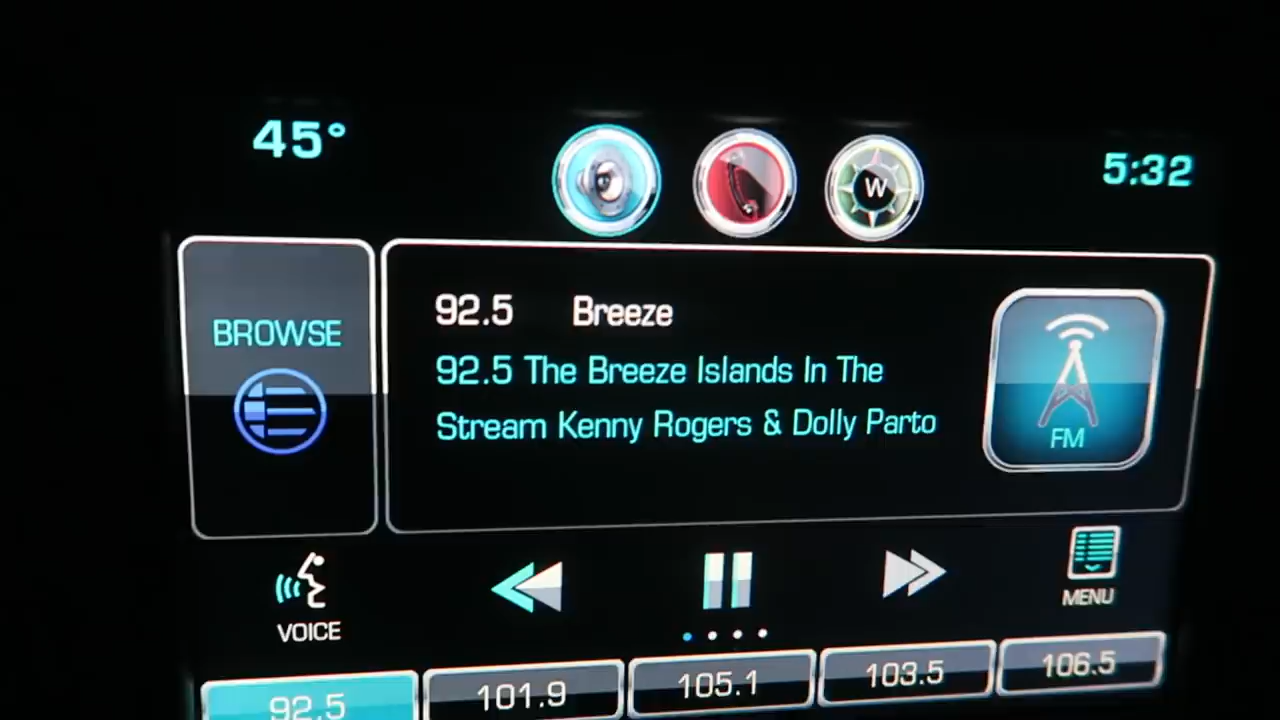 45°
5:32
W
BROWSE
92.5 Breeze
92.5 The Breeze Islands In The
Stream Kenny Rogers & Dolly Parto
FM
VOICE
MENU
92.5
101.9
105.1
103.5
106.5